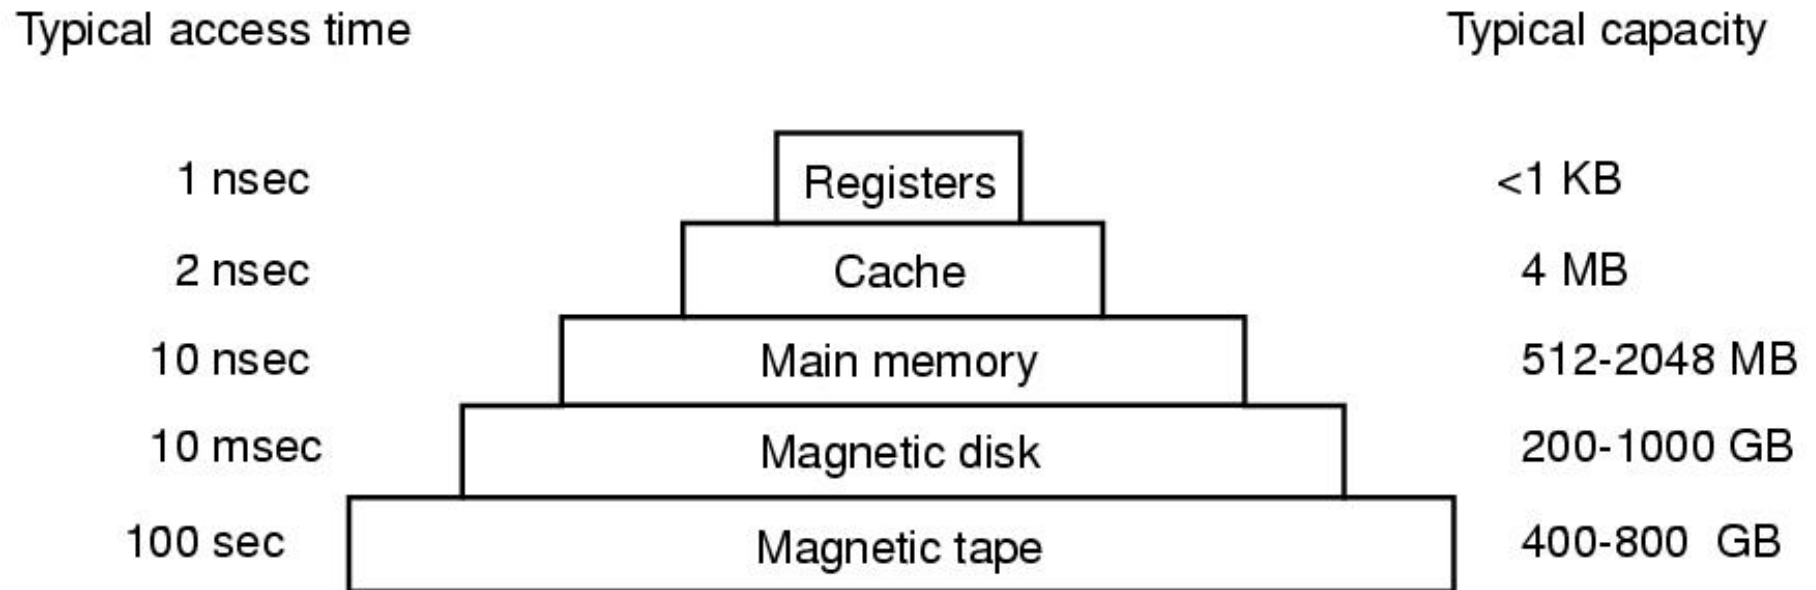 Typical access time Typical capacity
1 nsec Registers <1 KB
2 nsec Cache 4 MB
10 nsec Main memory 512-2048 MB
10 msec Magnetic disk 200-1000 GB
100 sec Magnetic tape 400-800 GB